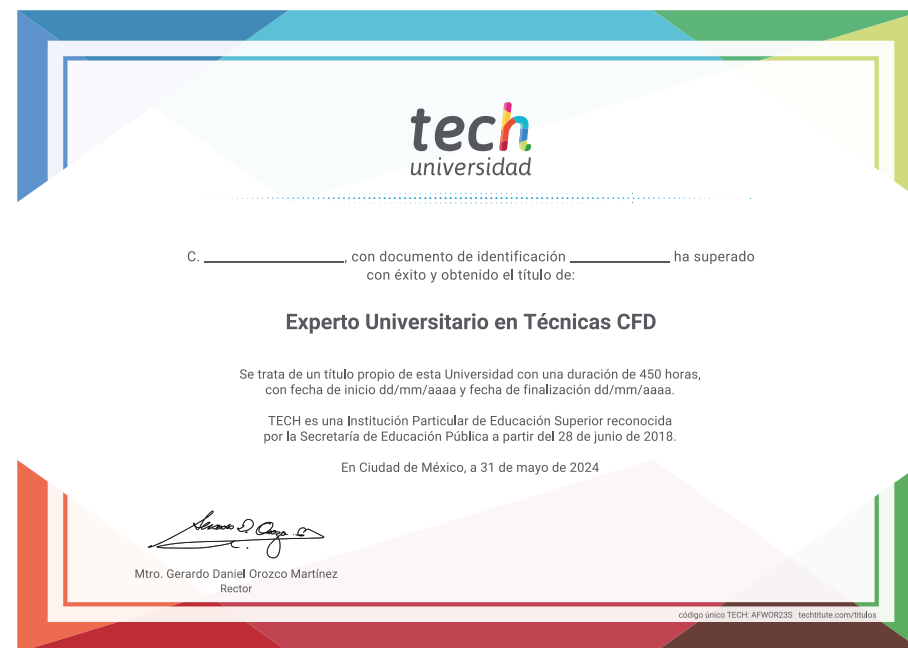 tech
universidad
C. ____________, con documento de identificación ____________ ha superado
con éxito y obtenido el título de:
Experto Universitario en Técnicas CFD
Se trata de un título propio de esta Universidad con una duración de 450 horas,
con fecha de inicio dd/mm/aaaa y fecha de finalización dd/mm/aaaa.
TECH es una Institución Particular de Educación Superior reconocida
por la Secretaría de Educación Pública a partir del 28 de junio de 2018.
En Ciudad de México, a 31 de mayo de 2024
Mtro. Gerardo Daniel Orozco Martínez
Rector
código único TECH: AFWOR23S techtitute.com/titulos